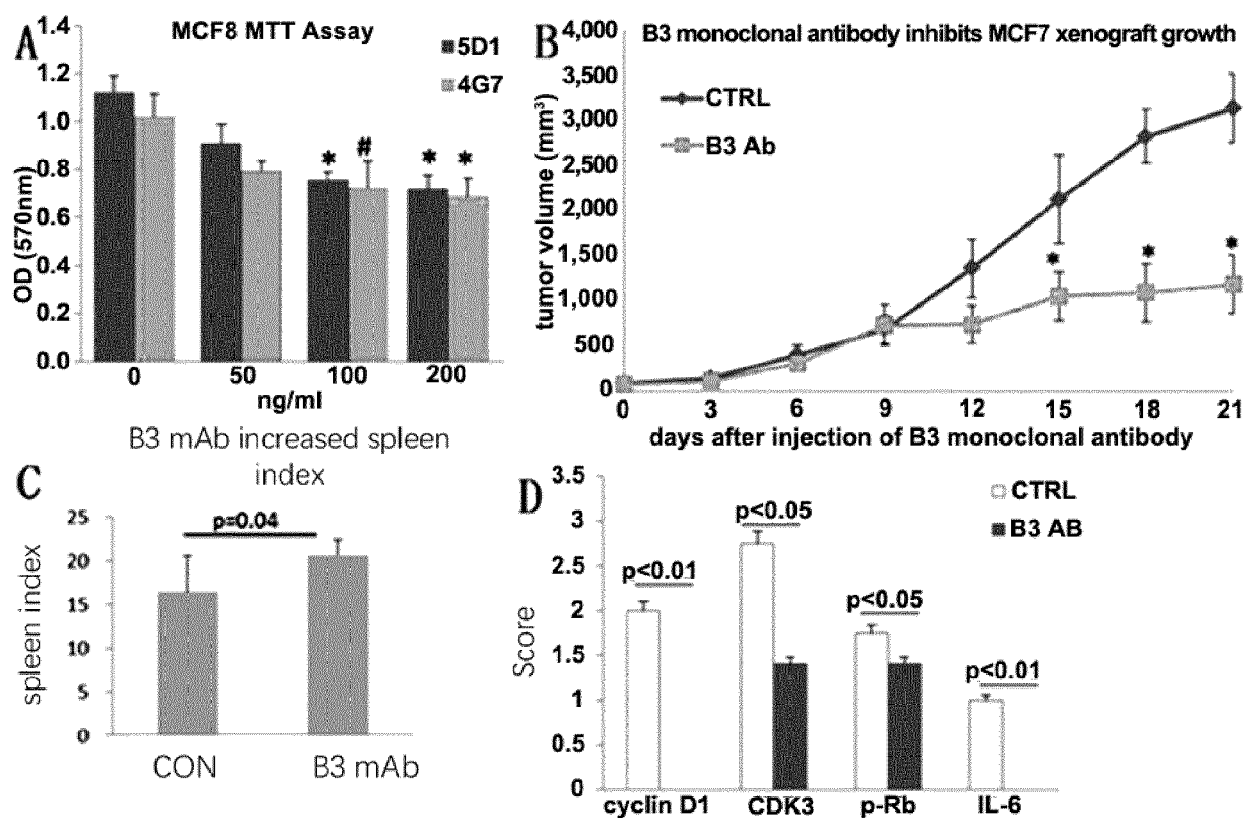 A
MCF8 MTT Assay
5D1
4G7
OD (570nm)
1.4
1.2
1.0
0.8
0.6
0.4
0.2
0.0
* # * *
0 50 100 200
ng/ml
B
B3 monoclonal antibody inhibits MCF7 xenograft growth
CTRL
B3 Ab
tumor volume (mm³)
4,000
3,500
3,000
2,500
2,000
1,500
1,000
500
0
* * *
0 3 6 9 12 15 18 21
days after injection of B3 monoclonal antibody
C
B3 mAb increased spleen
index
p=0.04
spleen index
25
20
15
10
5
0
CON B3 mAb
D
CTRL
B3 AB
Score
3.5
3
2.5
2
1.5
1
0.5
0
p<0.01
p<0.05
p<0.05
p<0.01
cyclin D1 CDK3 p-Rb IL-6